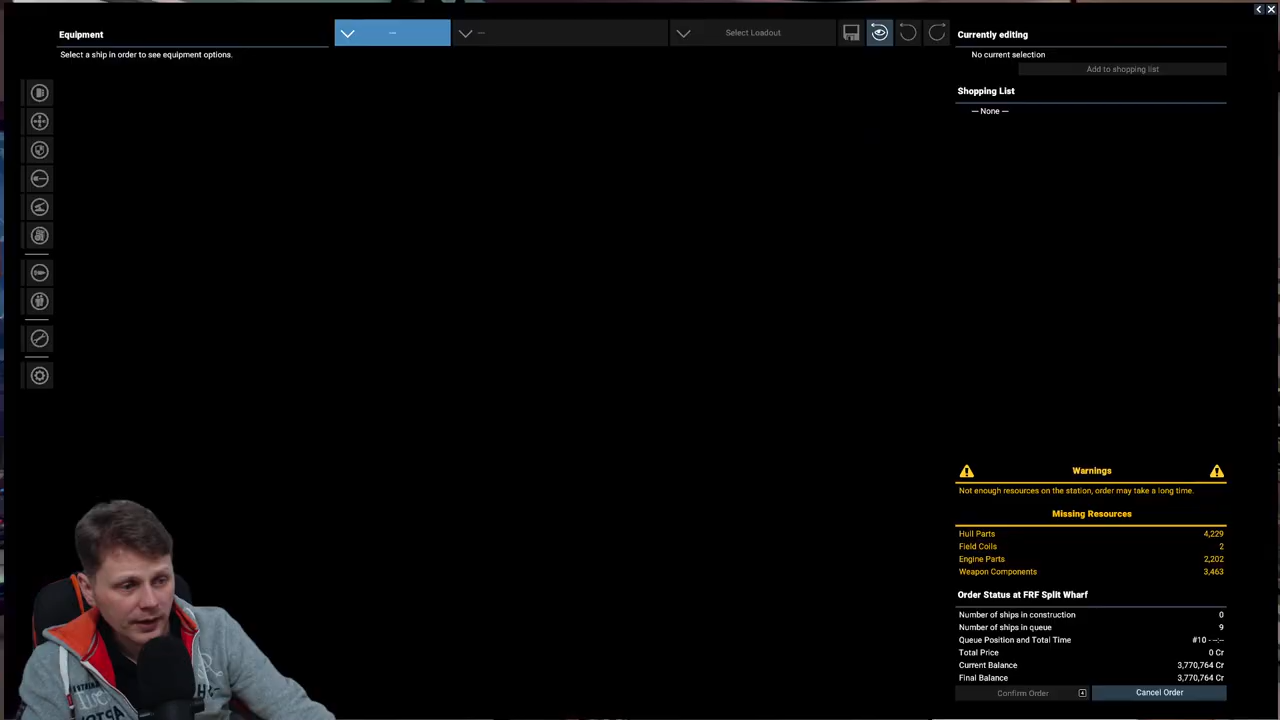 Equipment
Select a ship in order to see equipment options.
--
--
Select Loadout
Currently editing
No current selection
Add to shopping list
Shopping List
— None —
Warnings
Not enough resources on the station, order may take a long time.
Missing Resources
Hull Parts 4,229
Field Coils 2
Engine Parts 2,202
Weapon Components 3,463
Order Status at FRF Split Wharf
Number of ships in construction 0
Number of ships in queue 9
Queue Position and Total Time #10 - --:--
Total Price 0 Cr
Current Balance 3,770,764 Cr
Final Balance 3,770,764 Cr
Confirm Order
Cancel Order